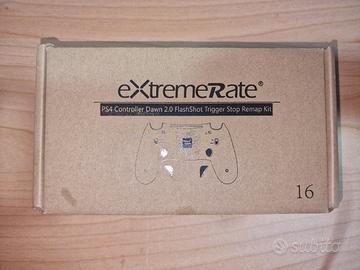 eXtremeRate®
PS4 Controller Dawn 2.0 FlashShot Trigger Stop Remap Kit
16
subito